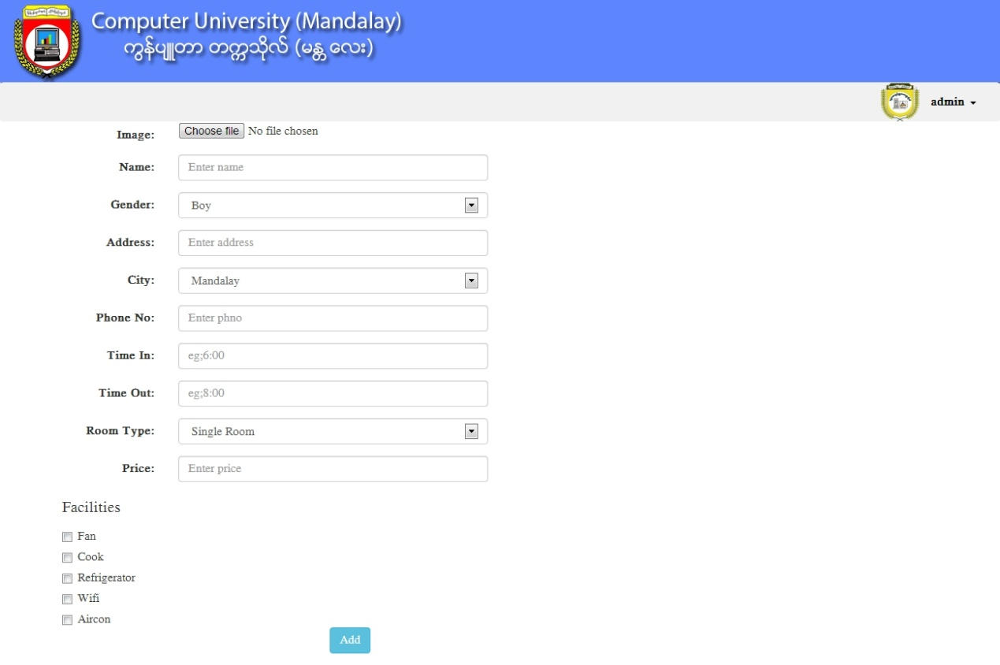 Computer University (Mandalay)
ကွန်ပျူတာ တက္ကသိုလ် (မန္တ လေး)
admin
Image: Choose file No file chosen
Name: Enter name
Gender: Boy
Address: Enter address
City: Mandalay
Phone No: Enter phno
Time In: eg;6:00
Time Out: eg;8:00
Room Type: Single Room
Price: Enter price
Facilities
Fan
Cook
Refrigerator
Wifi
Aircon
Add